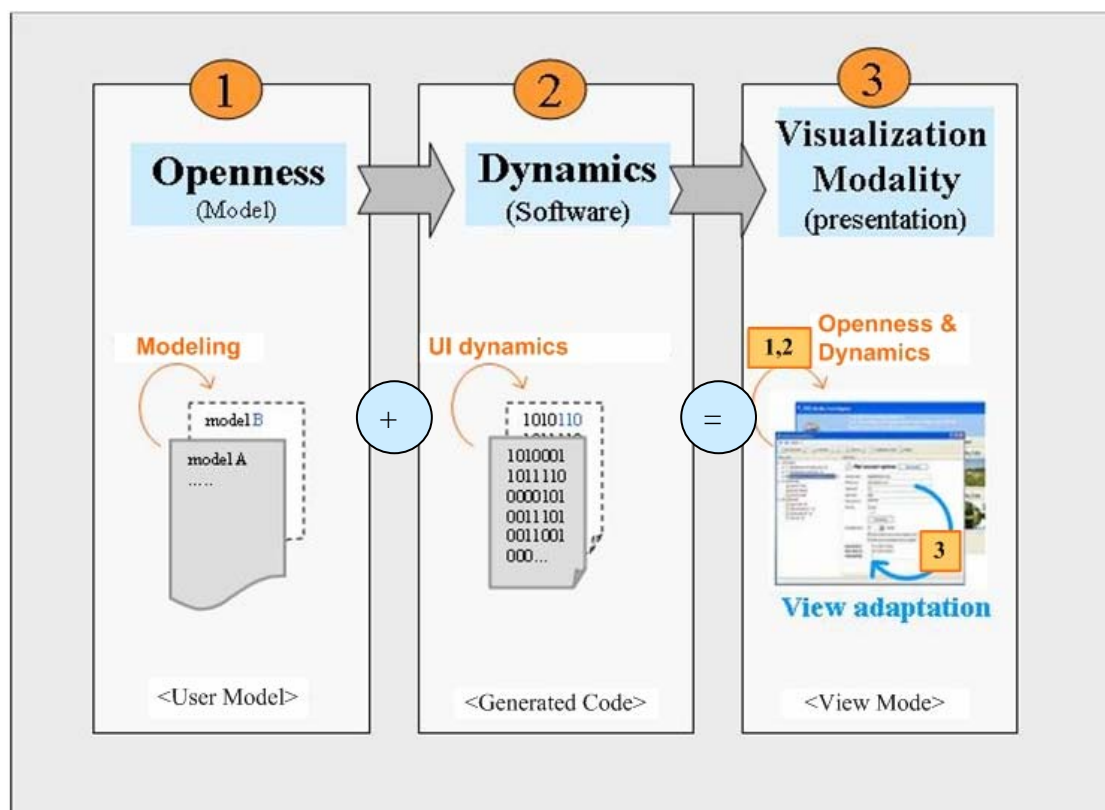 1
Openness
(Model)
Modeling
model B
model A
.....
<User Model>
+
2
Dynamics
(Software)
UI dynamics
1010110
1010001
1011110
0000101
0011101
0011001
000...
<Generated Code>
=
3
Visualization
Modality
(presentation)
1,2
Openness &
Dynamics
3
View adaptation
<View Mode>